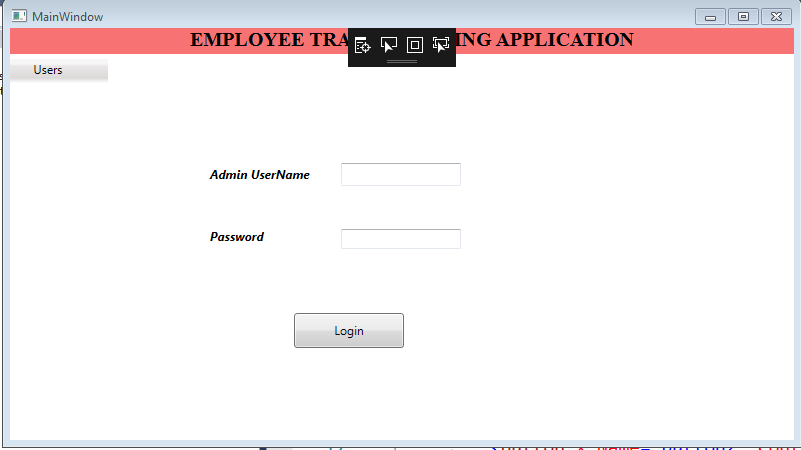 MainWindow
EMPLOYEE TRA ING APPLICATION
Users
Admin UserName
Password
Login